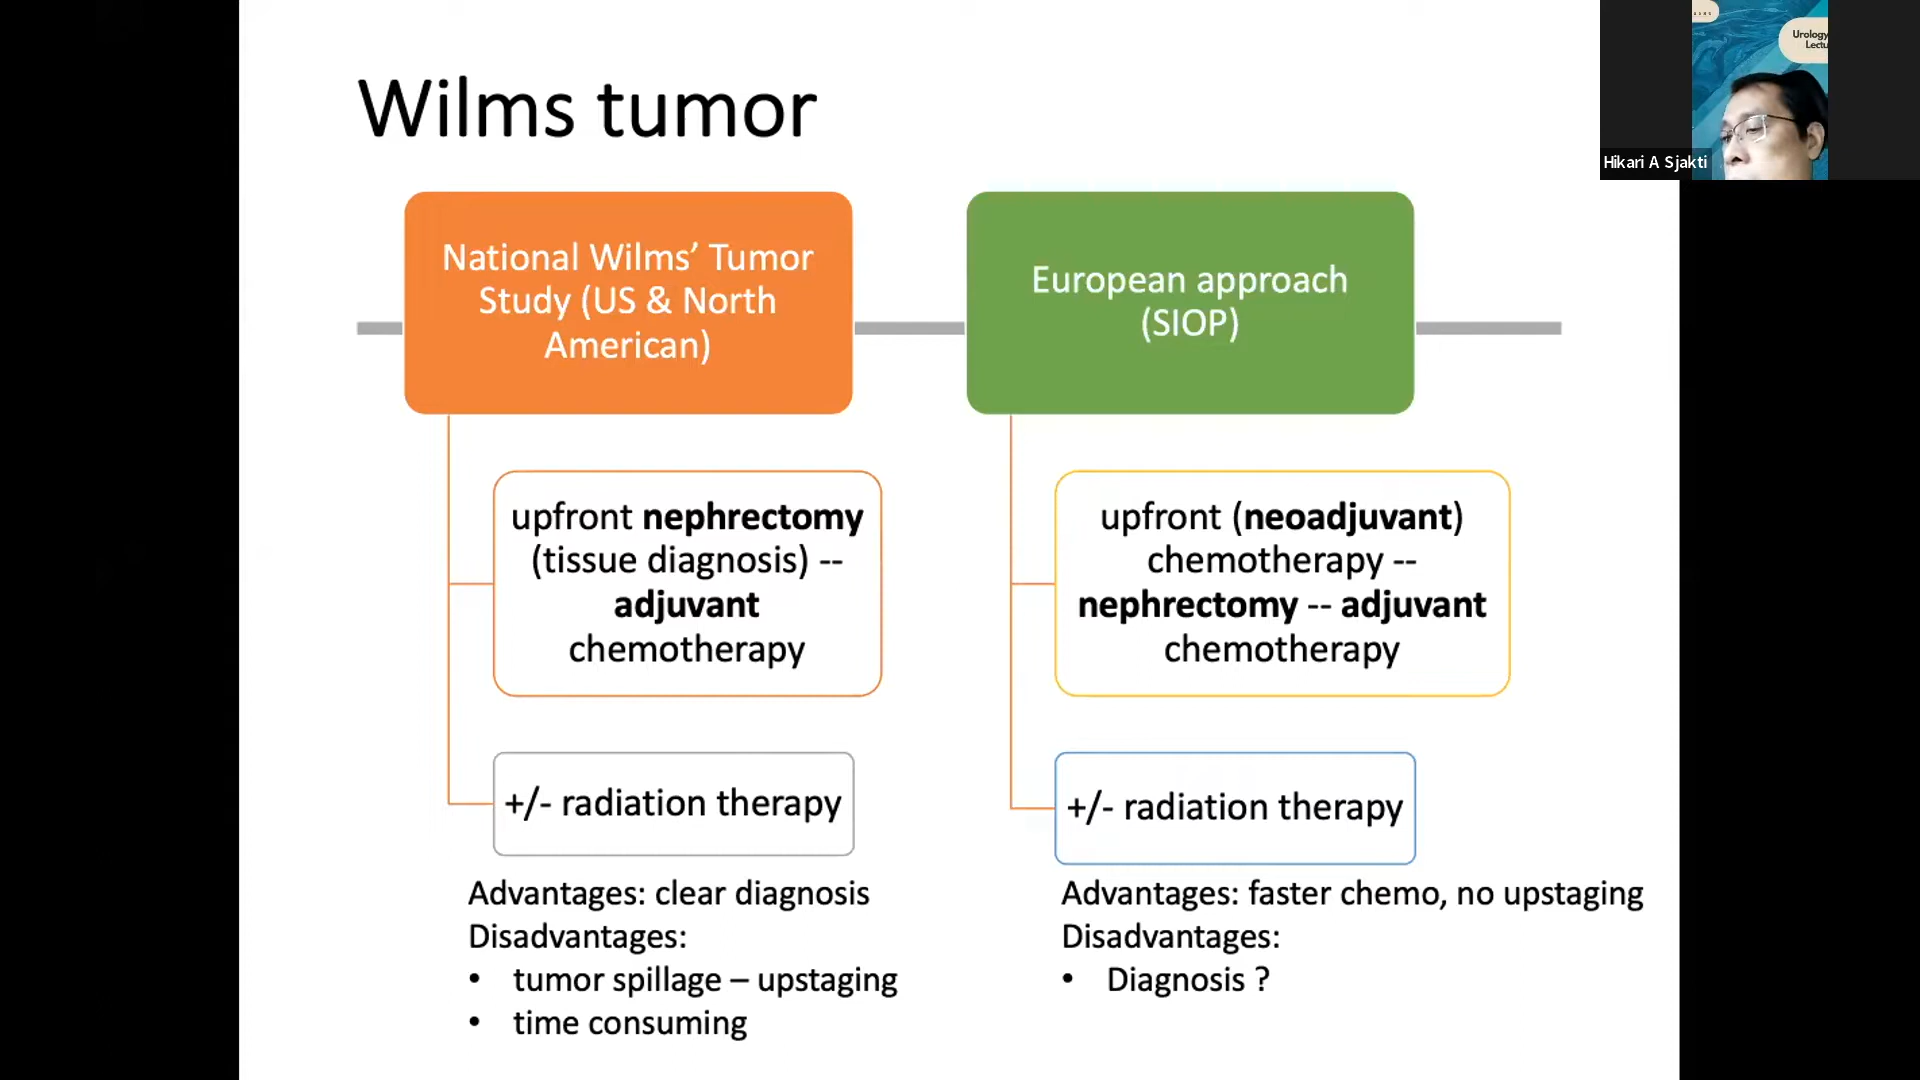 Wilms tumor
National Wilms’ Tumor
Study (US & North
American)
upfront nephrectomy
(tissue diagnosis) --
adjuvant
chemotherapy
+/- radiation therapy
Advantages: clear diagnosis
Disadvantages:
• tumor spillage – upstaging
• time consuming
European approach
(SIOP)
upfront (neoadjuvant)
chemotherapy --
nephrectomy -- adjuvant
chemotherapy
+/- radiation therapy
Advantages: faster chemo, no upstaging
Disadvantages:
• Diagnosis ?
Urology
Lectu
Hikari A Sjakti